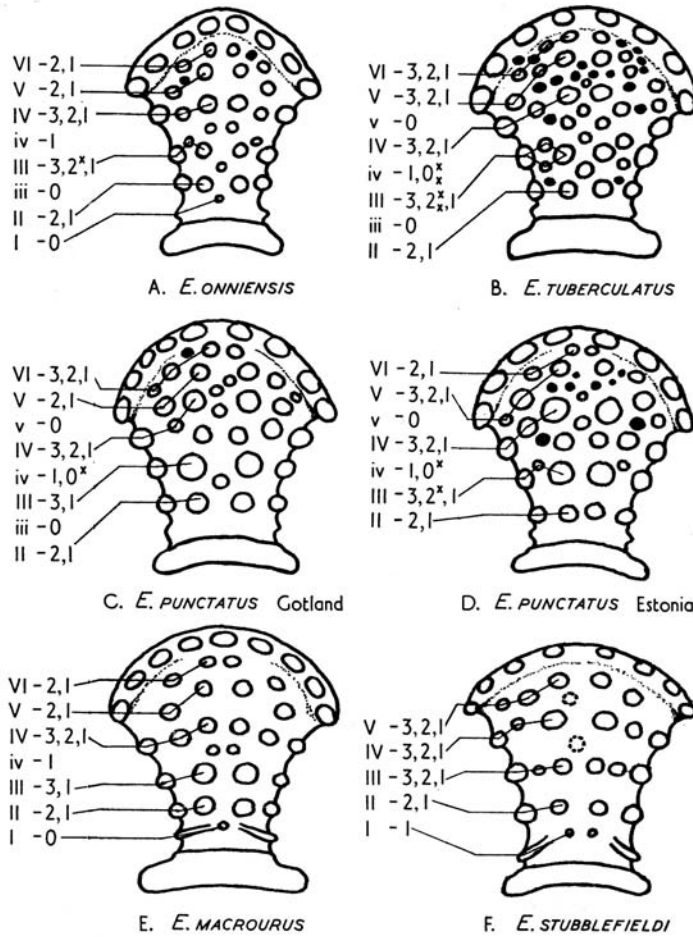 VI -2,1
V -2,1
IV -3,2,1
iv -1
III -3,2ˣ,1
iii -0
II -2,1
I -0
A. E. ONNIENSIS
VI -3,2,1
V -3,2,1
v -0
IV -3,2,1
iv -1,0ˣₓ
III -3,2ˣₓ,1
iii -0
II -2,1
B. E. TUBERCULATUS
VI -3,2,1
V -2,1
v -0
IV -3,2,1
iv -1,0ˣ
III -3,1
iii -0
II -2,1
C. E. PUNCTATUS Gotland
VI -2,1
V -3,2,1
v -0
IV -3,2,1
iv -1,0ˣ
III -3,2ˣ,1
II -2,1
D. E. PUNCTATUS Estonia
VI -2,1
V -2,1
IV -3,2,1
iv -1
III -3,1
II -2,1
I -0
E. E. MACROURUS
V -3,2,1
IV -3,2,1
III -3,2,1
II -2,1
I -1
F. E. STUBBLEFIELDI